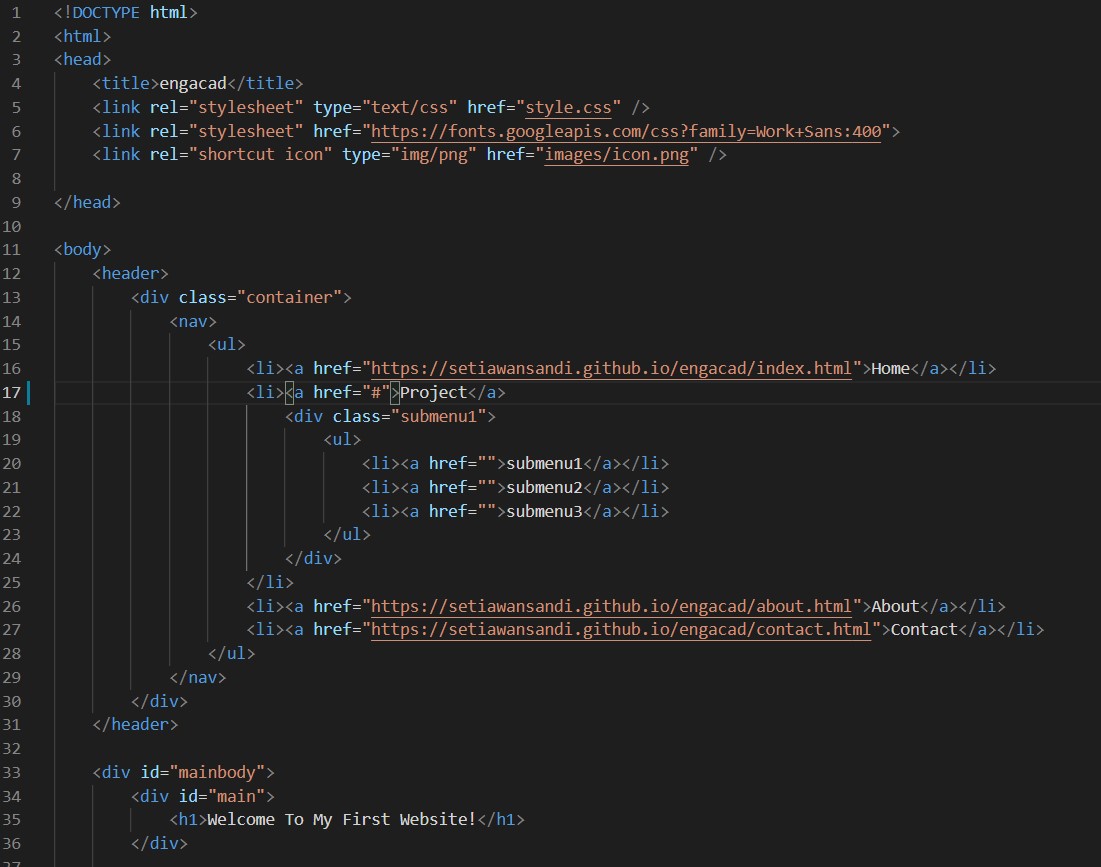 1 <!DOCTYPE html>
2 <html>
3 <head>
4     <title>engacad</title>
5     <link rel="stylesheet" type="text/css" href="style.css" />
6     <link rel="stylesheet" href="https://fonts.googleapis.com/css?family=Work+Sans:400">
7     <link rel="shortcut icon" type="img/png" href="images/icon.png" />
8
9 </head>
10
11 <body>
12     <header>
13         <div class="container">
14             <nav>
15                 <ul>
16                     <li><a href="https://setiawansandi.github.io/engacad/index.html">Home</a></li>
17                     <li><a href="#">Project</a>
18                         <div class="submenu1">
19                             <ul>
20                                 <li><a href="">submenu1</a></li>
21                                 <li><a href="">submenu2</a></li>
22                                 <li><a href="">submenu3</a></li>
23                             </ul>
24                         </div>
25                     </li>
26                     <li><a href="https://setiawansandi.github.io/engacad/about.html">About</a></li>
27                     <li><a href="https://setiawansandi.github.io/engacad/contact.html">Contact</a></li>
28                 </ul>
29             </nav>
30         </div>
31     </header>
32
33     <div id="mainbody">
34         <div id="main">
35             <h1>Welcome To My First Website!</h1>
36         </div>
37